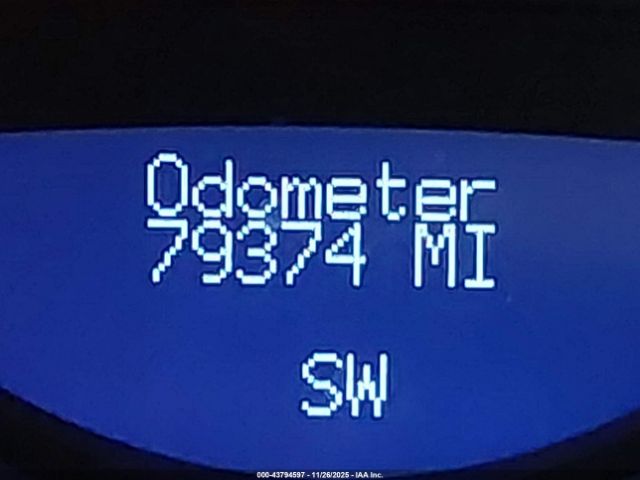 Odometer
79374 MI
SW
000-43794597 - 11/26/2025 - IAA Inc.